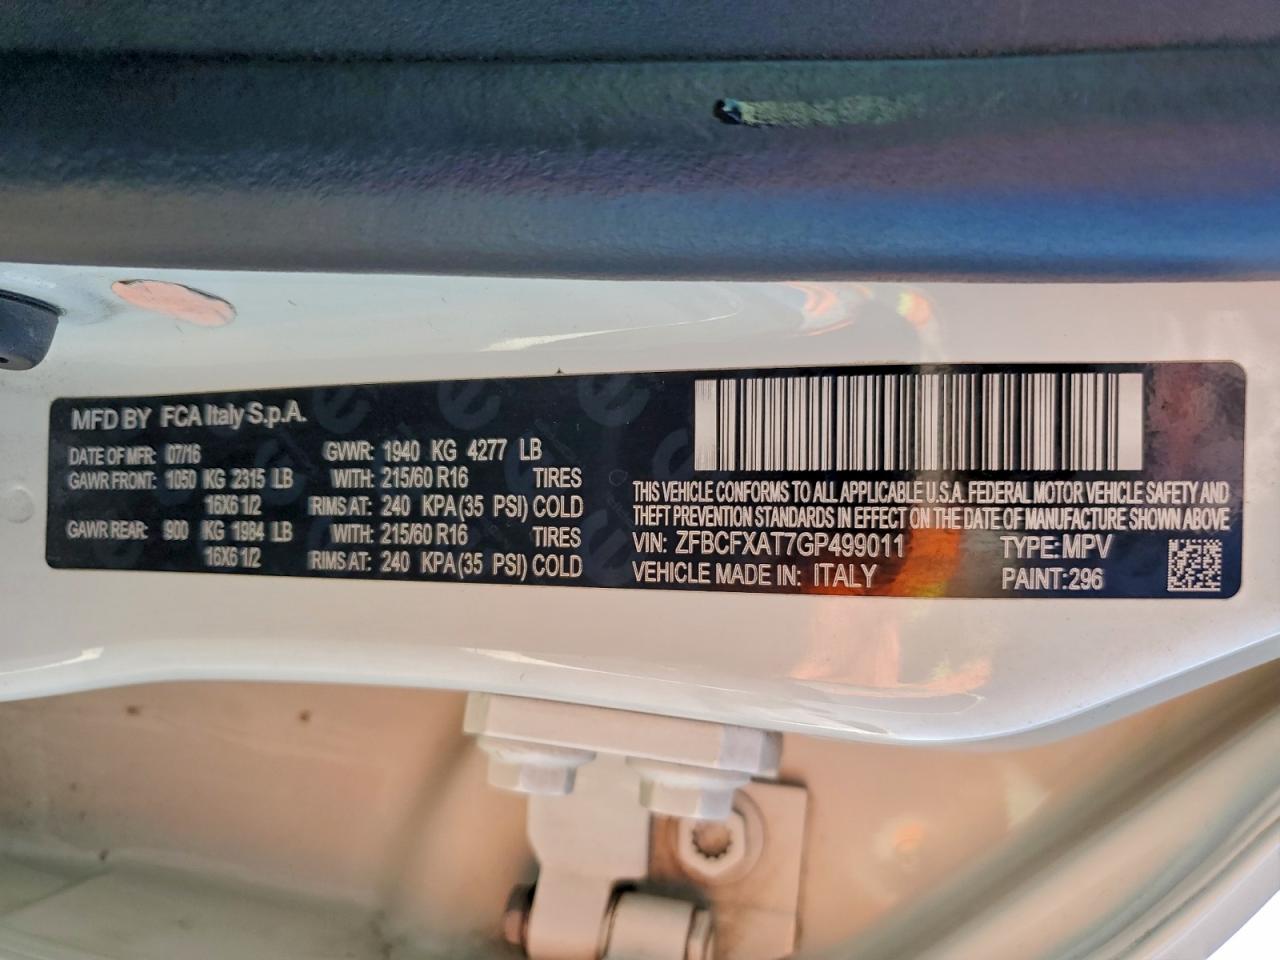 MFD BY FCA Italy S.p.A.
DATE OF MFR: 07/16 GVWR: 1940 KG 4277 LB
GAWR FRONT: 1050 KG 2315 LB WITH: 215/60 R16 TIRES
16X6 1/2 RIMS AT: 240 KPA (35 PSI) COLD
GAWR REAR: 900 KG 1984 LB WITH: 215/60 R16 TIRES
16X6 1/2 RIMS AT: 240 KPA (35 PSI) COLD
THIS VEHICLE CONFORMS TO ALL APPLICABLE U.S.A. FEDERAL MOTOR VEHICLE SAFETY AND
THEFT PREVENTION STANDARDS IN EFFECT ON THE DATE OF MANUFACTURE SHOWN ABOVE
VIN: ZFBCFXAT7GP499011 TYPE: MPV
VEHICLE MADE IN: ITALY PAINT: 296